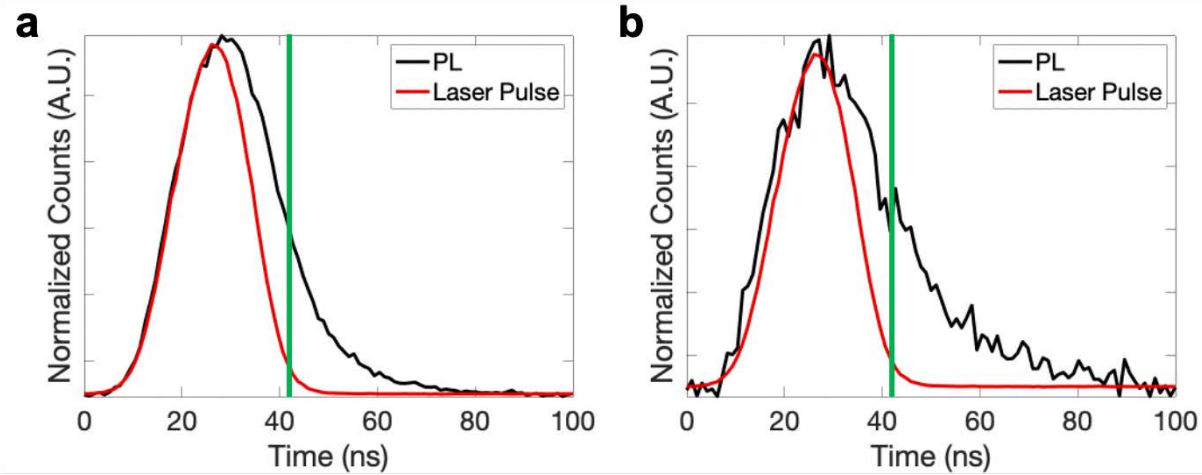 a
PL
Laser Pulse
Normalized Counts (A.U.)
0 20 40 60 80 100
Time (ns)
b
PL
Laser Pulse
Normalized Counts (A.U.)
0 20 40 60 80 100
Time (ns)